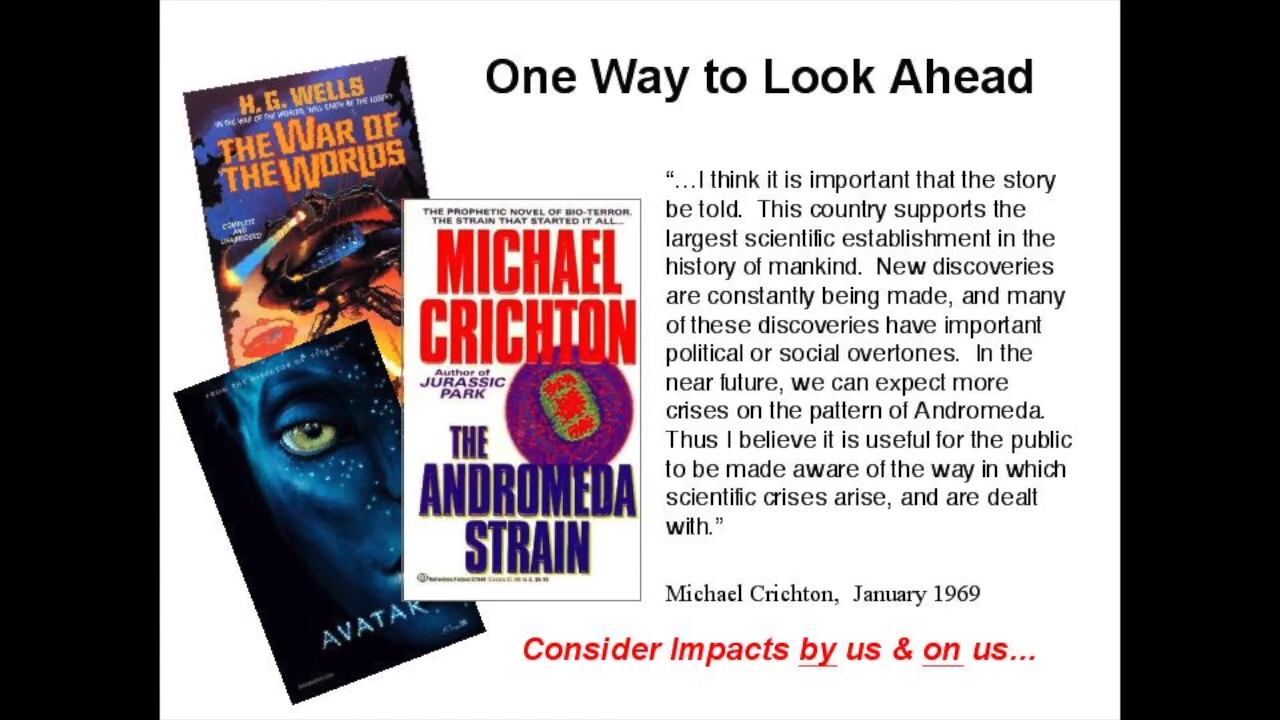 One Way to Look Ahead
H. G. WELLS
THE WAR OF
THE WORLDS
COMPLETE
AND
UNABRIDGED!
THE PROPHETIC NOVEL OF BIO-TERROR.
THE STRAIN THAT STARTED IT ALL...
MICHAEL
CRICHTON
Author of
JURASSIC
PARK
THE
ANDROMEDA
STRAIN
FROM THE DIRECTOR OF
AVATAR
“…I think it is important that the story
be told.  This country supports the
largest scientific establishment in the
history of mankind.  New discoveries
are constantly being made, and many
of these discoveries have important
political or social overtones.  In the
near future, we can expect more
crises on the pattern of Andromeda.
Thus I believe it is useful for the public
to be made aware of the way in which
scientific crises arise, and are dealt
with.”
Michael Crichton,  January 1969
Consider Impacts by us & on us…